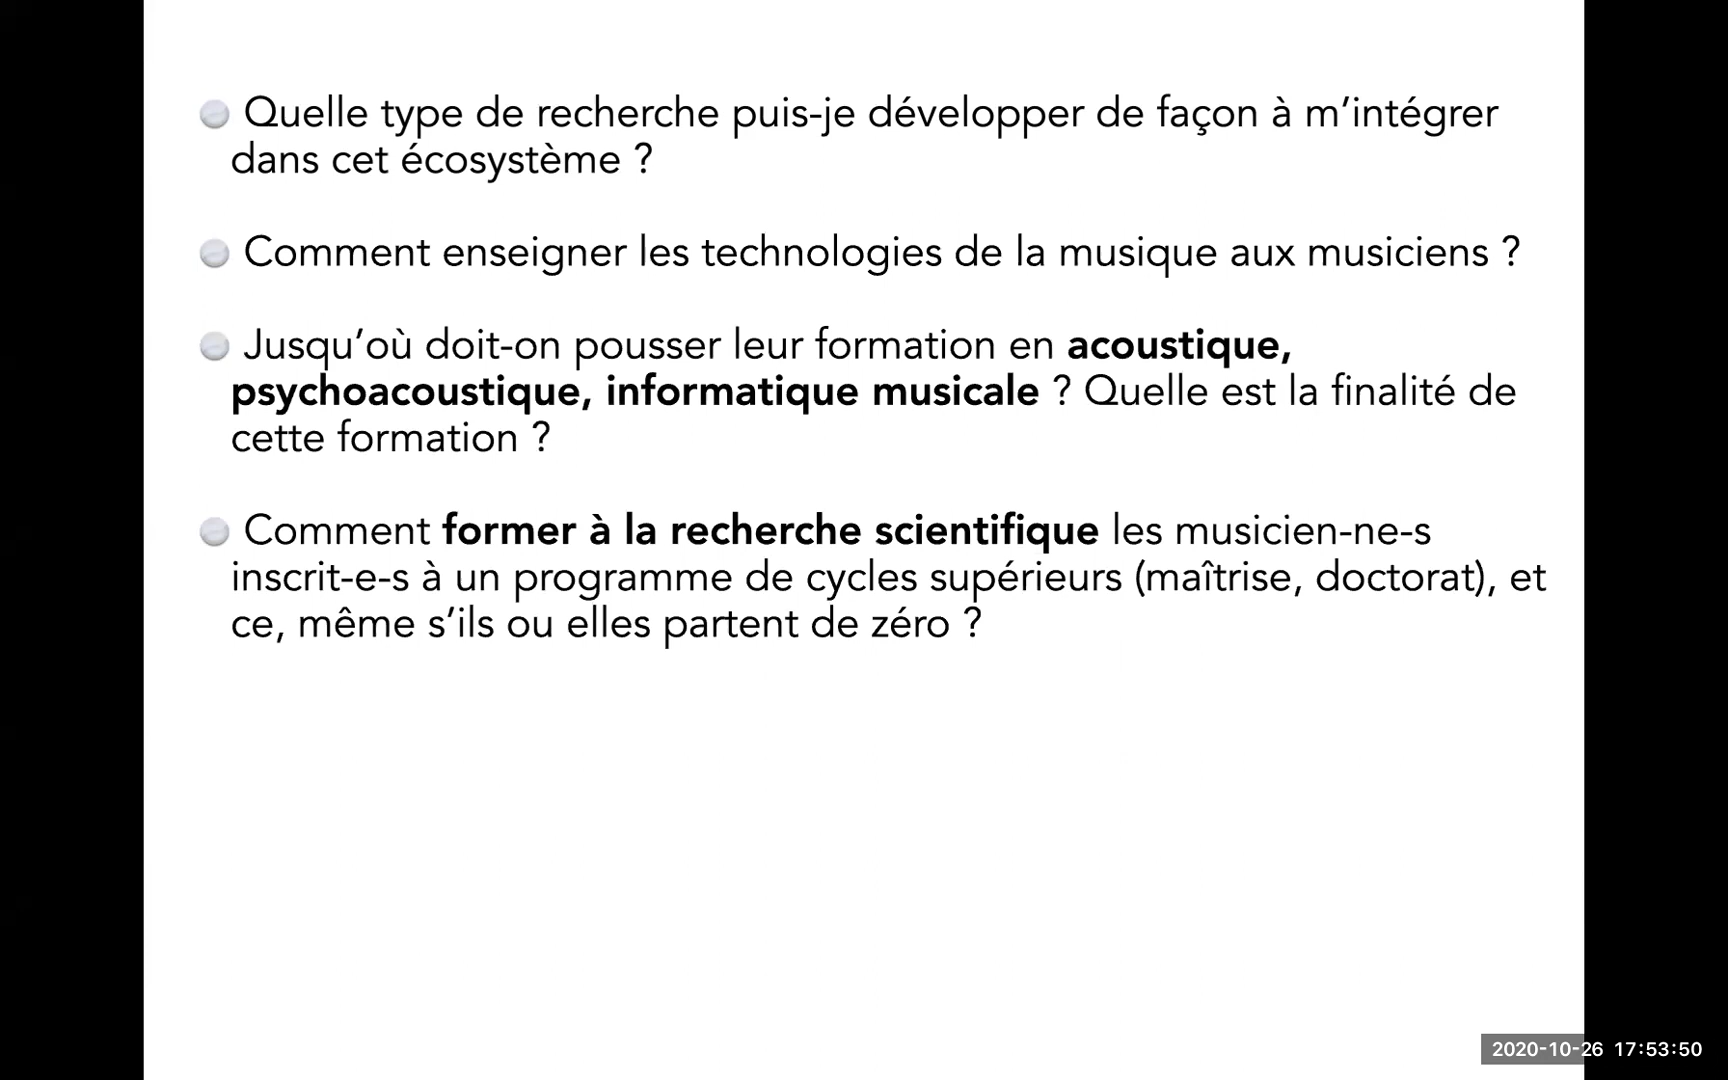 Quelle type de recherche puis-je développer de façon à m’intégrer
dans cet écosystème ?
Comment enseigner les technologies de la musique aux musiciens ?
Jusqu’où doit-on pousser leur formation en acoustique,
psychoacoustique, informatique musicale ? Quelle est la finalité de
cette formation ?
Comment former à la recherche scientifique les musicien-ne-s
inscrit-e-s à un programme de cycles supérieurs (maîtrise, doctorat), et
ce, même s’ils ou elles partent de zéro ?
2020-10-26 17:53:50